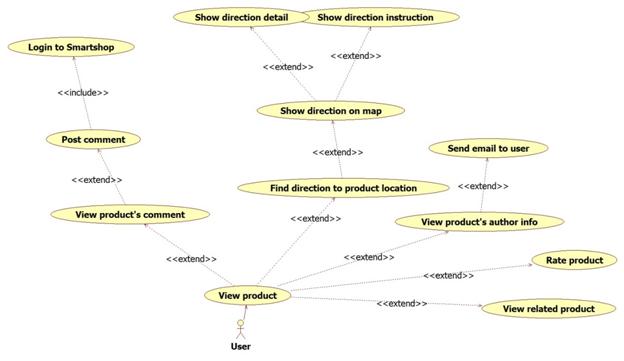 Show direction detail
Show direction instruction
Login to Smartshop
<<extend>>
<<extend>>
<<include>>
Show direction on map
Post comment
Send email to user
<<extend>>
<<extend>>
<<extend>>
Find direction to product location
View product's comment
<<extend>>
View product's author info
<<extend>>
<<extend>>
Rate product
<<extend>>
View product
<<extend>>
View related product
User